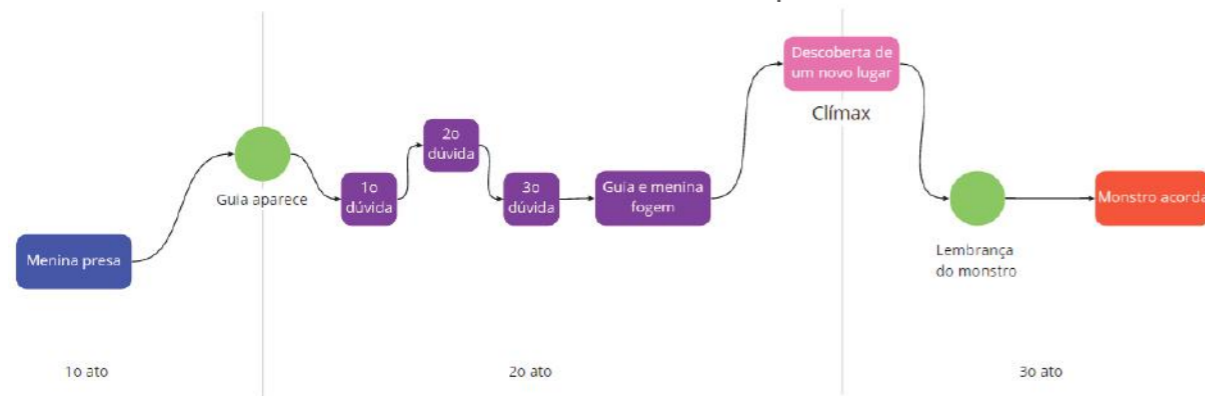 Descoberta de
um novo lugar
Clímax
2o
dúvida
Guia aparece
1o
dúvida
3o
dúvida
Guia e menina
fogem
Monstro acorda
Menina presa
Lembrança
do monstro
1o ato
2o ato
3o ato